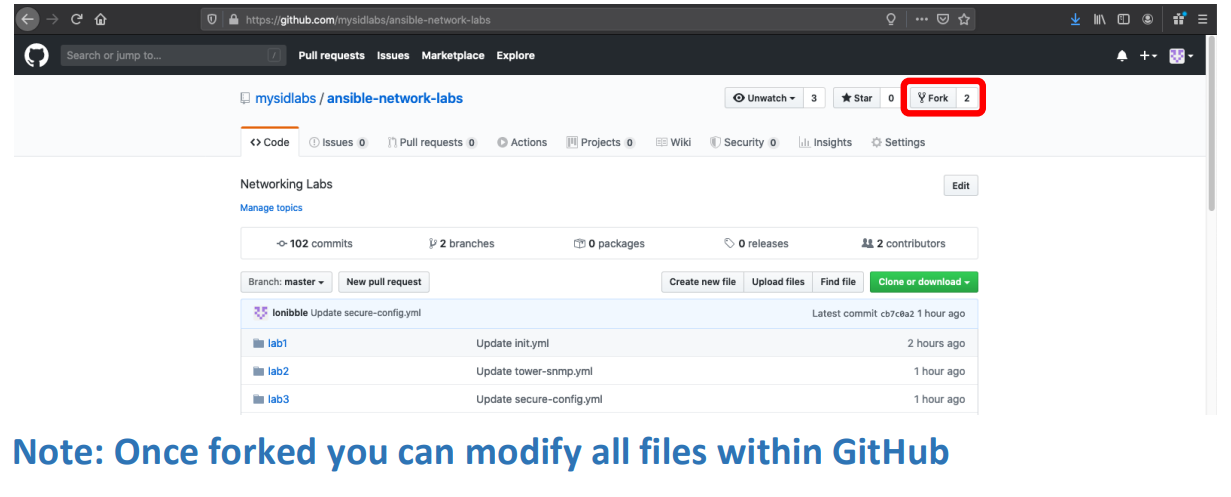 https://github.com/mysidlabs/ansible-network-labs
Search or jump to... / Pull requests Issues Marketplace Explore
mysidlabs / ansible-network-labs Unwatch 3 Star 0 Fork 2
Code Issues 0 Pull requests 0 Actions Projects 0 Wiki Security 0 Insights Settings
Networking Labs Edit
Manage topics
102 commits 2 branches 0 packages 0 releases 2 contributors
Branch: master New pull request Create new file Upload files Find file Clone or download
lonibble Update secure-config.yml Latest commit cb7c0a2 1 hour ago
lab1 Update init.yml 2 hours ago
lab2 Update tower-snmp.yml 1 hour ago
lab3 Update secure-config.yml 1 hour ago
Note: Once forked you can modify all files within GitHub